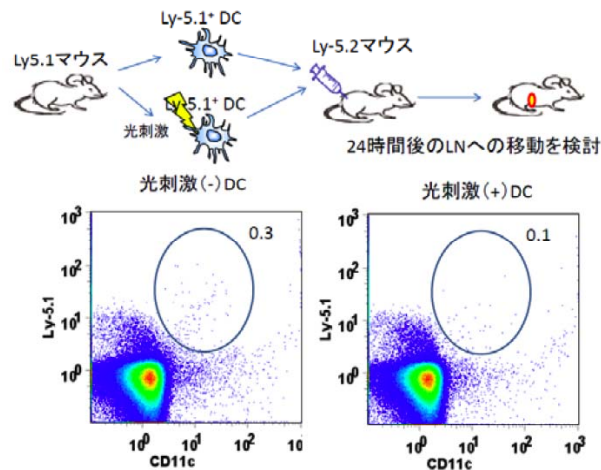 Ly-5.1⁺ DC
Ly5.1マウス
Ly-5.2マウス
Ly-5.1⁺ DC
光刺激
24時間後のLNへの移動を検討
光刺激(-)DC
光刺激(+)DC
10³
0.3
10²
Ly-5.1
10¹
10⁰
10⁰ 10¹ 10² 10
CD11c
10³
0.1
10²
Ly-5.1
10¹
10⁰
10⁰ 10¹ 10² 10³
CD11c